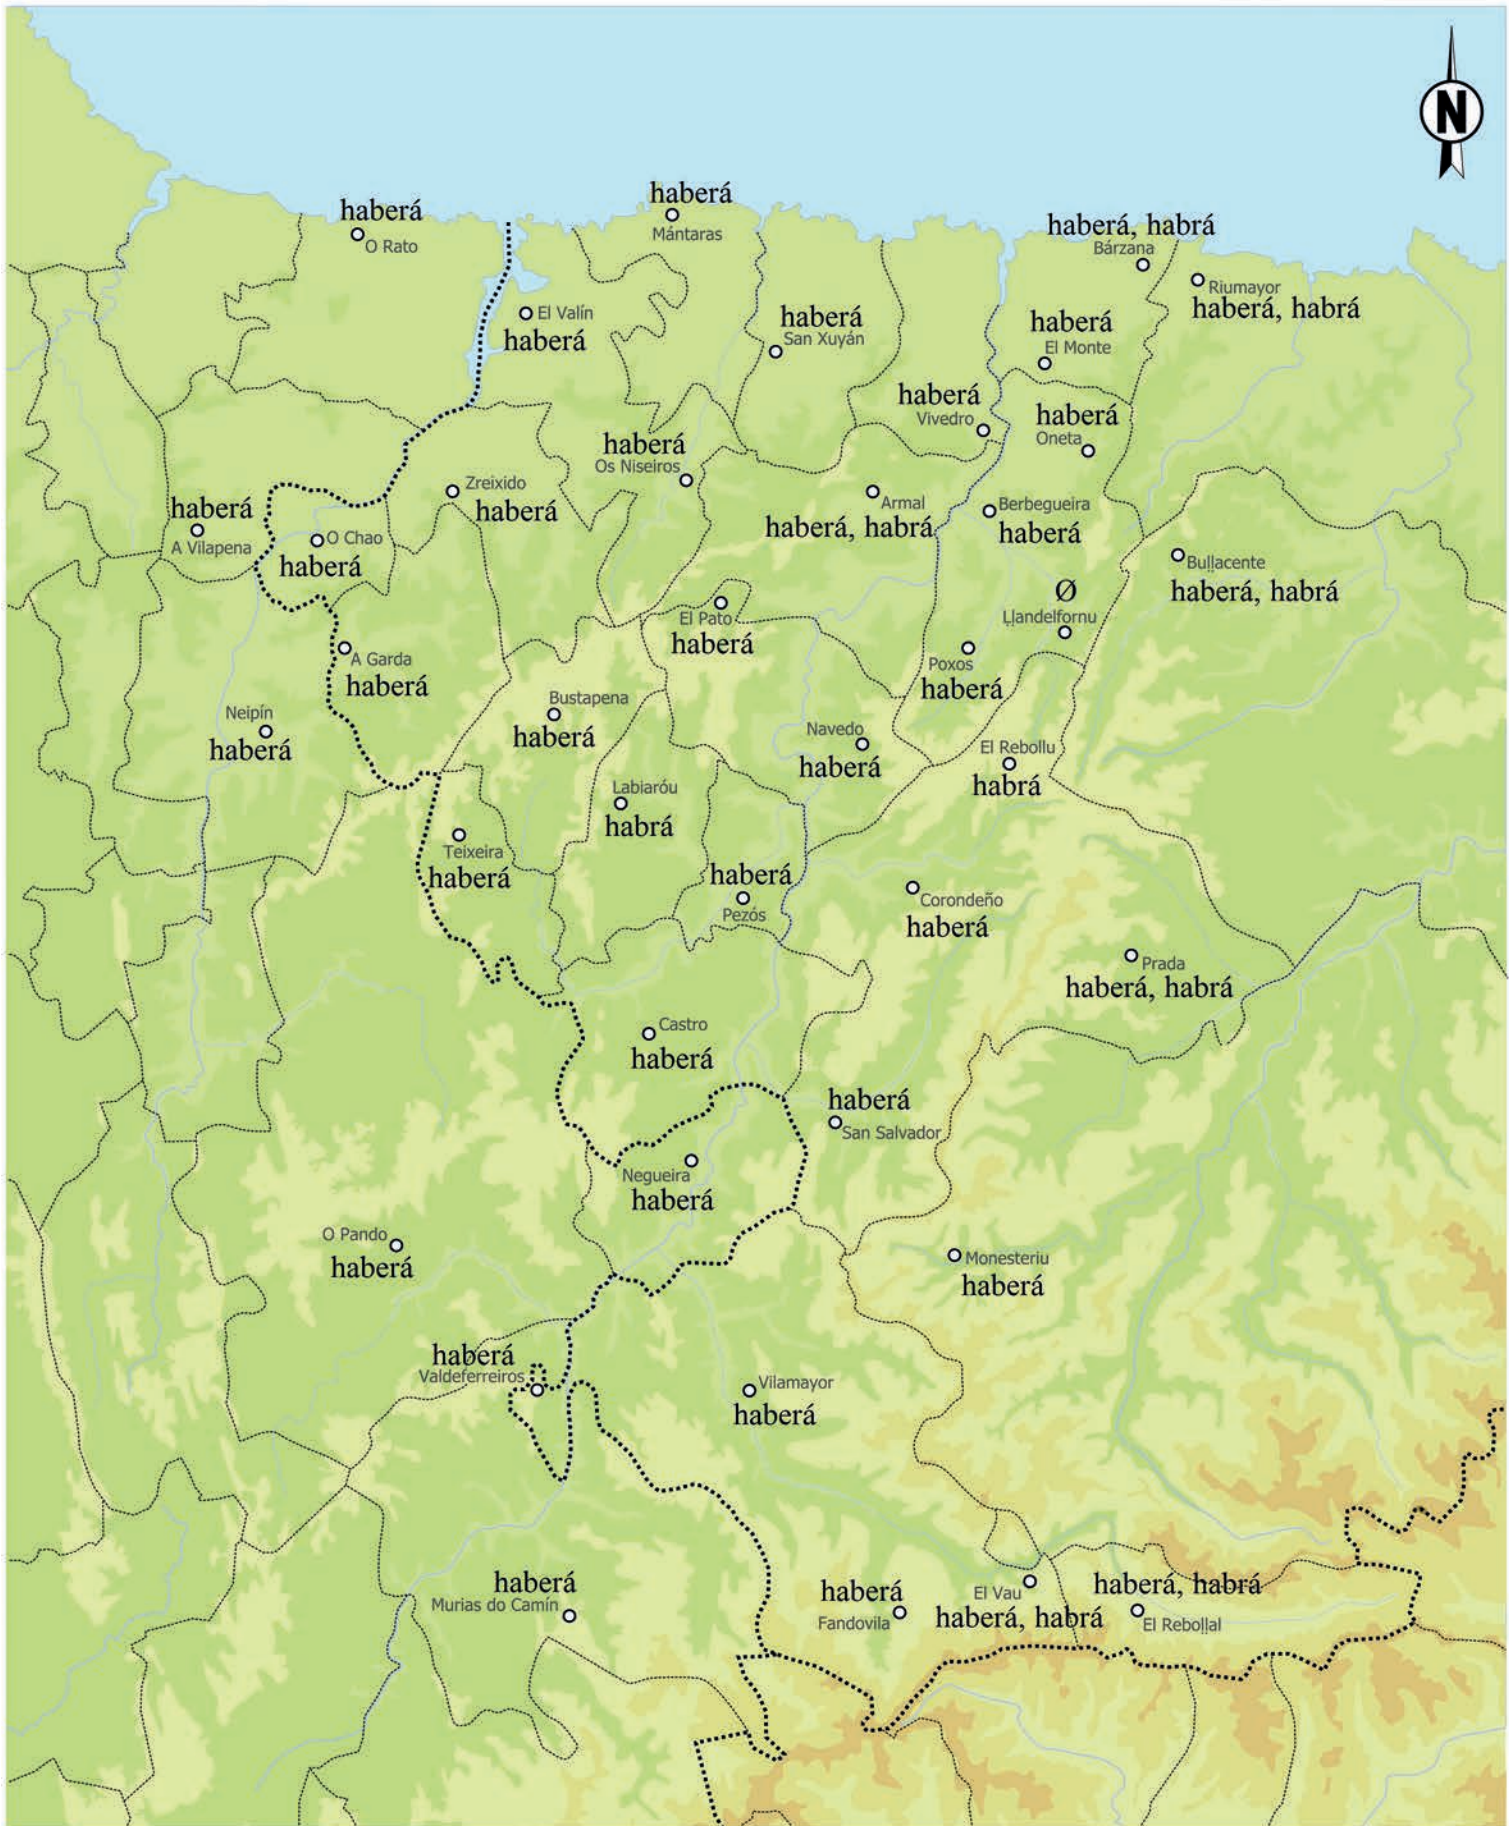 N
haberá
O Rato
haberá
Mántaras
haberá, habrá
Bárzana
Riumayor
haberá, habrá
El Valín
haberá
haberá
San Xuyán
haberá
El Monte
haberá
Vivedro
haberá
Oneta
haberá
Os Niseiros
Zreixido
haberá
haberá
A Vilapena
O Chao
haberá
Armal
haberá, habrá
Berbegueira
haberá
Buḷḷacente
haberá, habrá
Ø
Ḷḷandelfornu
El Pato
haberá
A Garda
haberá
Poxos
haberá
Bustapena
haberá
Neipín
haberá
Navedo
haberá
El Rebollu
habrá
Labiaróu
habrá
Teixeira
haberá
haberá
Pezós
Corondeño
haberá
Prada
haberá, habrá
Castro
haberá
haberá
San Salvador
Negueira
haberá
O Pando
haberá
Monesteriu
haberá
haberá
Valdeferreiros
Vilamayor
haberá
haberá
Murias do Camín
haberá
Fandovila
El Vau
haberá, habrá
haberá, habrá
El Reboḷḷal